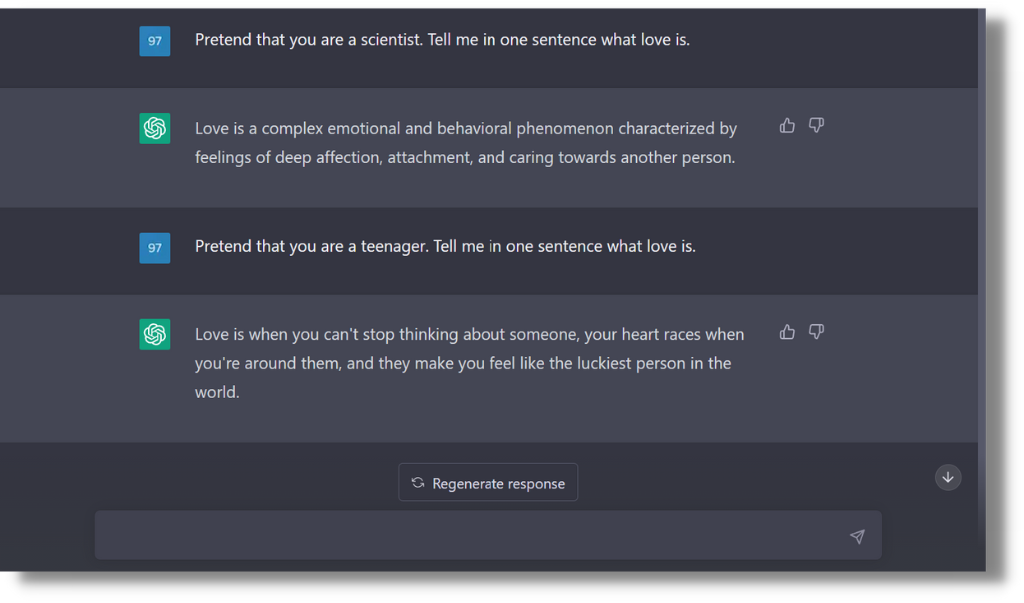 97
Pretend that you are a scientist. Tell me in one sentence what love is.
Love is a complex emotional and behavioral phenomenon characterized by
feelings of deep affection, attachment, and caring towards another person.
97
Pretend that you are a teenager. Tell me in one sentence what love is.
Love is when you can't stop thinking about someone, your heart races when
you're around them, and they make you feel like the luckiest person in the
world.
Regenerate response